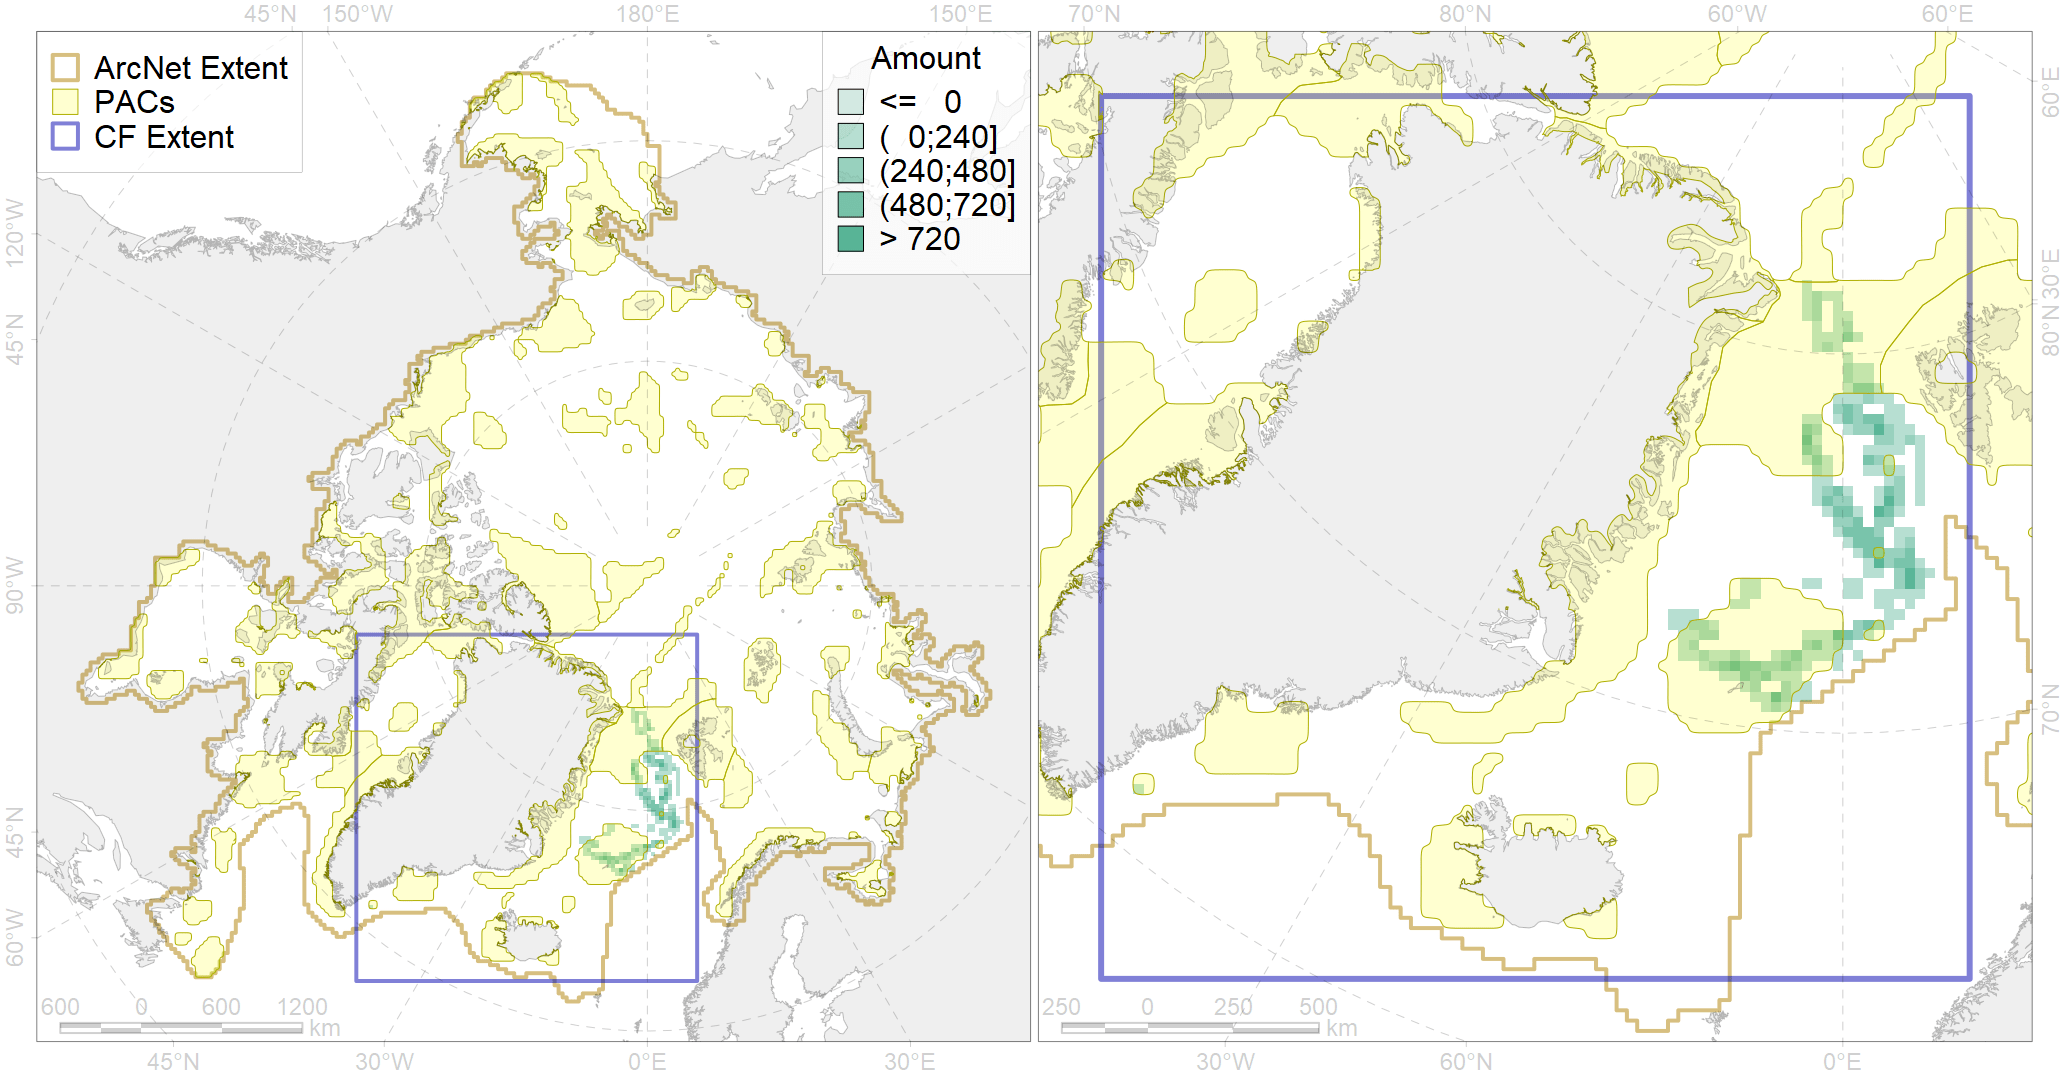 45°N 150°W 180°E 150°E 70°N 80°N 60°W 60°E
ArcNet Extent
PACs
CF Extent
Amount
<= 0
( 0;240]
(240;480]
(480;720]
> 720
120°W
45°N
90°W
45°N
60°W
60°E
30°E
80°N
70°N
600 0 600 1200
km
250 0 250 500
km
45°N 30°W 0°E 30°E 30°W 60°N 0°E